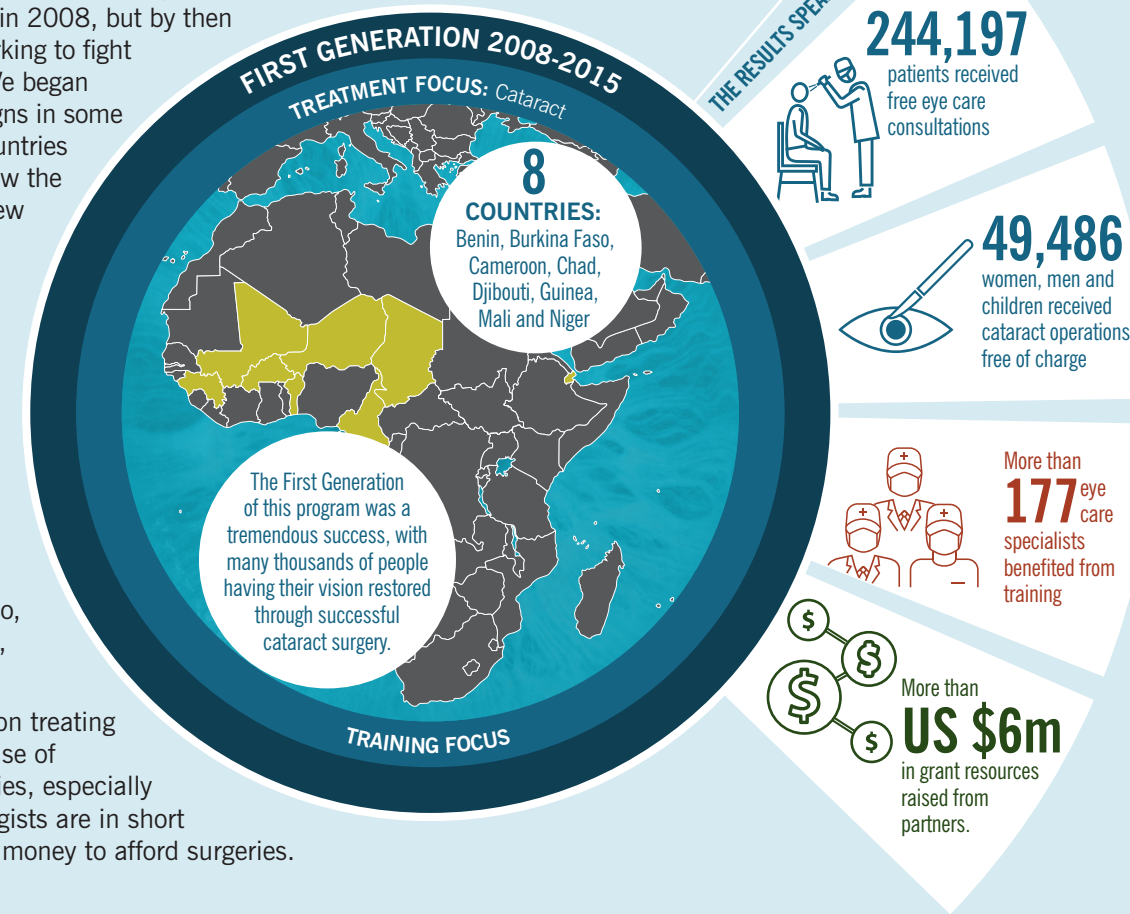 in 2008, but by then
rking to fight
We began
gns in some
untries
w the
ew
o,
,
on treating
se of
ies, especially
gists are in short
money to afford surgeries.
FIRST GENERATION 2008-2015
TREATMENT FOCUS: Cataract
8
COUNTRIES:
Benin, Burkina Faso,
Cameroon, Chad,
Djibouti, Guinea,
Mali and Niger
The First Generation
of this program was a
tremendous success, with
many thousands of people
having their vision restored
through successful
cataract surgery.
TRAINING FOCUS
THE RESULTS SPEA
244,197
patients received
free eye care
consultations
49,486
women, men and
children received
cataract operations
free of charge
More than
177 eye care
specialists
benefited from
training
$
$
$
$
More than
US $6m
in grant resources
raised from
partners.